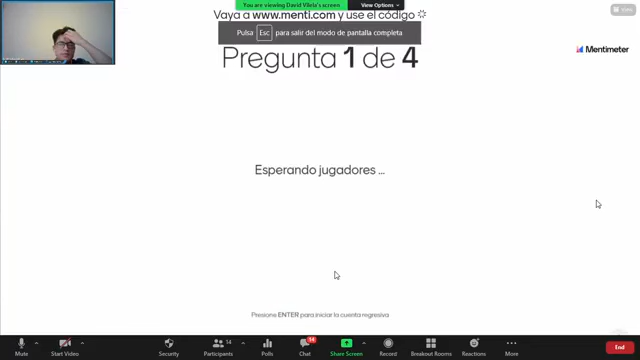 You are viewing David Vilela's screen
View Options
Vaya a www.menti.com y use el código
Pulsa Esc para salir del modo de pantalla completa
Pregunta 1 de 4
Mentimeter
Esperando jugadores ...
Presione ENTER para iniciar la cuenta regresiva
14
14
Mute
Start Video
Security
Participants
Polls
Chat
Share Screen
Record
Breakout Rooms
Reactions
More
End